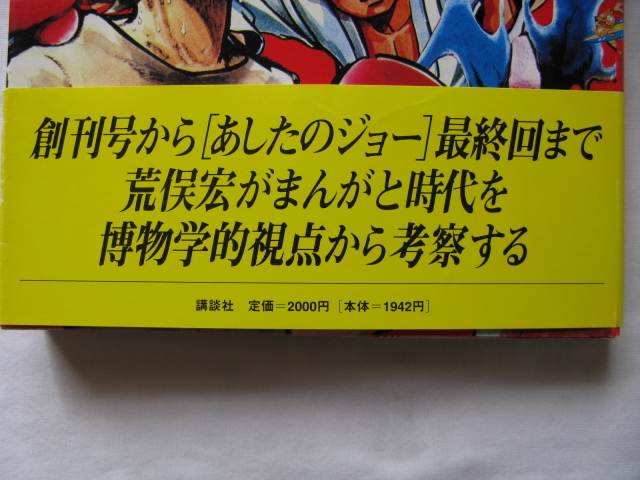 創刊号から[あしたのジョー]最終回まで
荒俣宏がまんがと時代を
博物学的視点から考察する
講談社 定価=2000円 [本体=1942円]